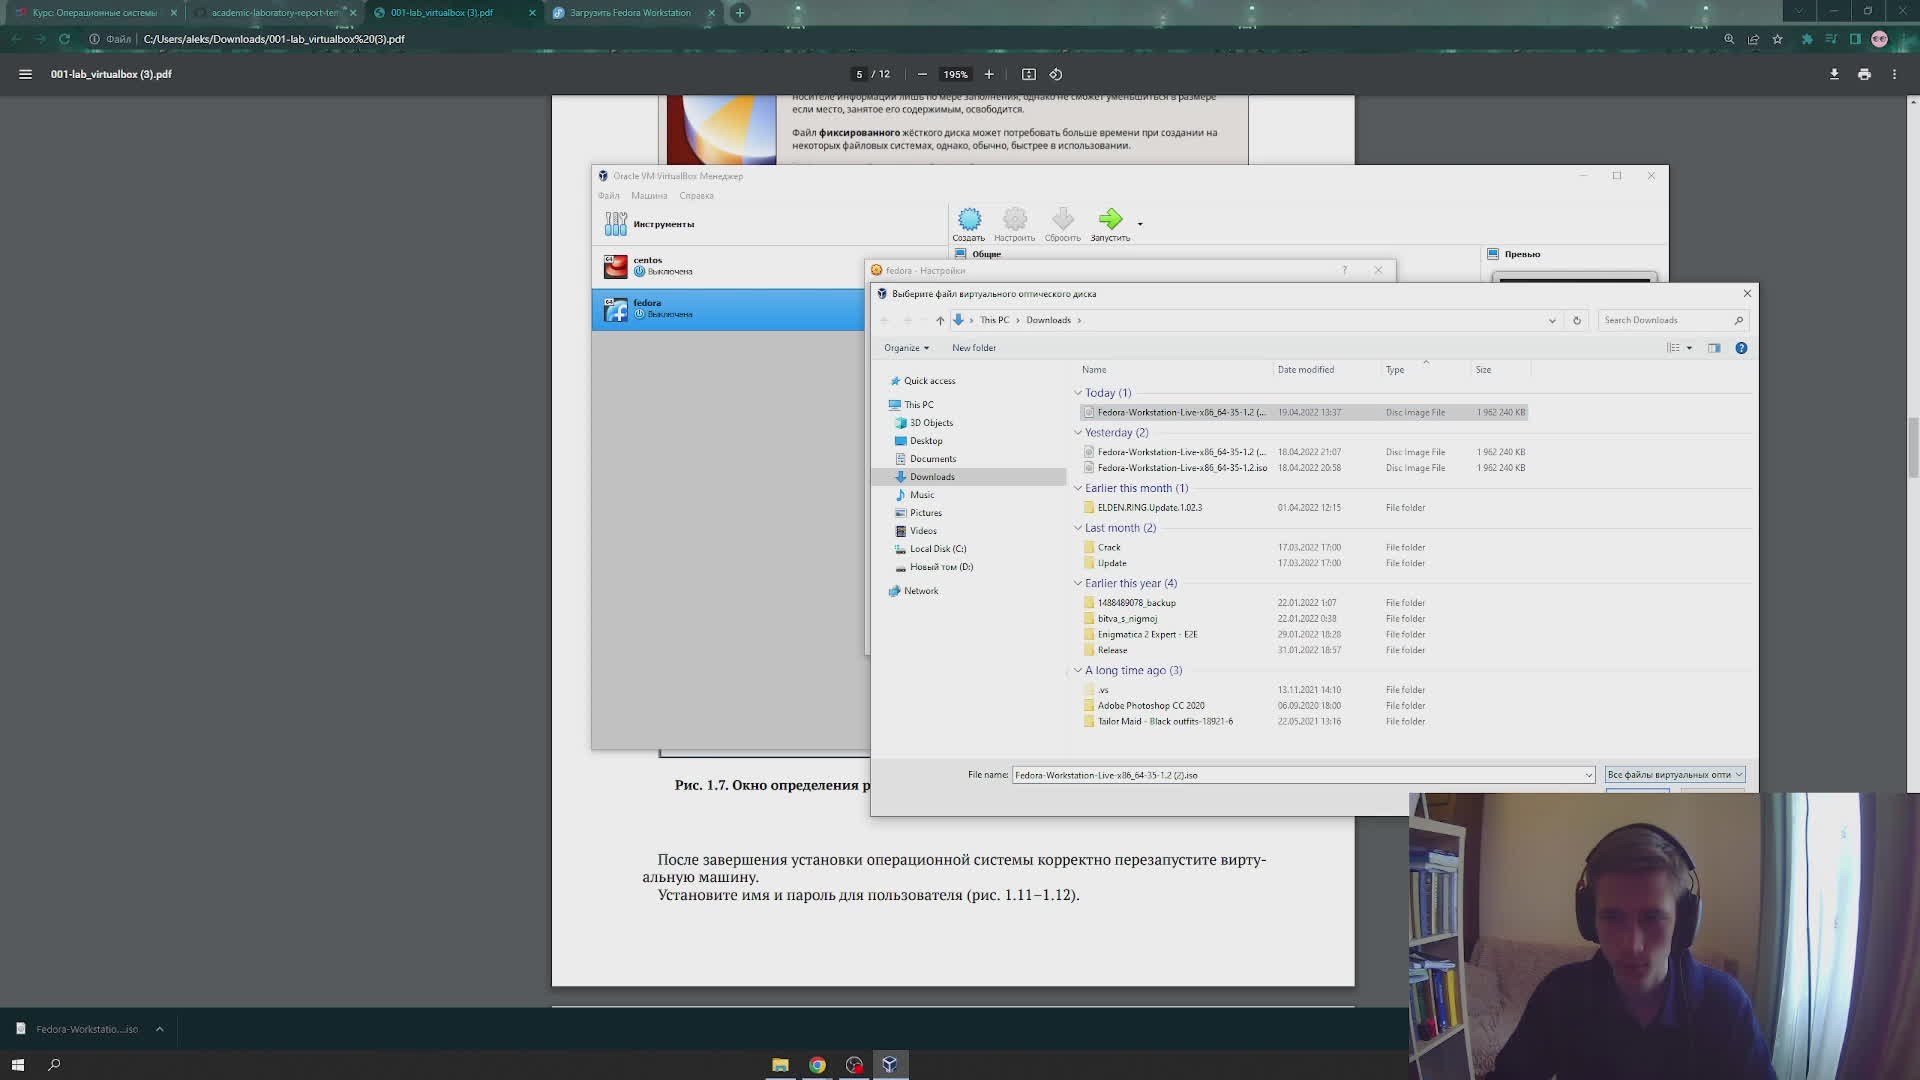 Курс: Операционные системы
academic-laboratory-report-tem
001-lab_virtualbox (3).pdf
Загрузить Fedora Workstation
Файл
C:/Users/aleks/Downloads/001-lab_virtualbox%20(3).pdf
001-lab_virtualbox (3).pdf
5 / 12
195%
носителе информации лишь по мере заполнения, однако не сможет уменьшиться в размере
если место, занятое его содержимым, освободится.
Файл фиксированного жёсткого диска может потребовать больше времени при создании на
некоторых файловых системах, однако, обычно, быстрее в использовании.
Oracle VM VirtualBox Менеджер
Файл Машина Справка
Инструменты
Создать Настроить Сбросить Запустить
centos
Выключена
fedora
Выключена
Общие
Превью
fedora - Настройки
?
Выберите файл виртуального оптического диска
This PC
Downloads
Search Downloads
Organize
New folder
Quick access
This PC
3D Objects
Desktop
Documents
Downloads
Music
Pictures
Videos
Local Disk (C:)
Новый том (D:)
Network
Name Date modified Type Size
Today (1)
Fedora-Workstation-Live-x86_64-35-1.2 (... 19.04.2022 13:37 Disc Image File 1 962 240 KB
Yesterday (2)
Fedora-Workstation-Live-x86_64-35-1.2 (... 18.04.2022 21:07 Disc Image File 1 962 240 KB
Fedora-Workstation-Live-x86_64-35-1.2.iso 18.04.2022 20:58 Disc Image File 1 962 240 KB
Earlier this month (1)
ELDEN.RING.Update.1.02.3 01.04.2022 12:15 File folder
Last month (2)
Crack 17.03.2022 17:00 File folder
Update 17.03.2022 17:00 File folder
Earlier this year (4)
1488489078_backup 22.01.2022 1:07 File folder
bitva_s_nigmoj 22.01.2022 0:38 File folder
Enigmatica 2 Expert - E2E 29.01.2022 18:28 File folder
Release 31.01.2022 18:57 File folder
A long time ago (3)
.vs 13.11.2021 14:10 File folder
Adobe Photoshop CC 2020 06.09.2020 18:00 File folder
Tailor Maid - Black outfits-18921-6 22.05.2021 13:16 File folder
File name: Fedora-Workstation-Live-x86_64-35-1.2 (2).iso
Все файлы виртуальных опти
Рис. 1.7. Окно определения р
После завершения установки операционной системы корректно перезапустите вирту-
альную машину.
Установите имя и пароль для пользователя (рис. 1.11–1.12).
Fedora-Workstatio....iso